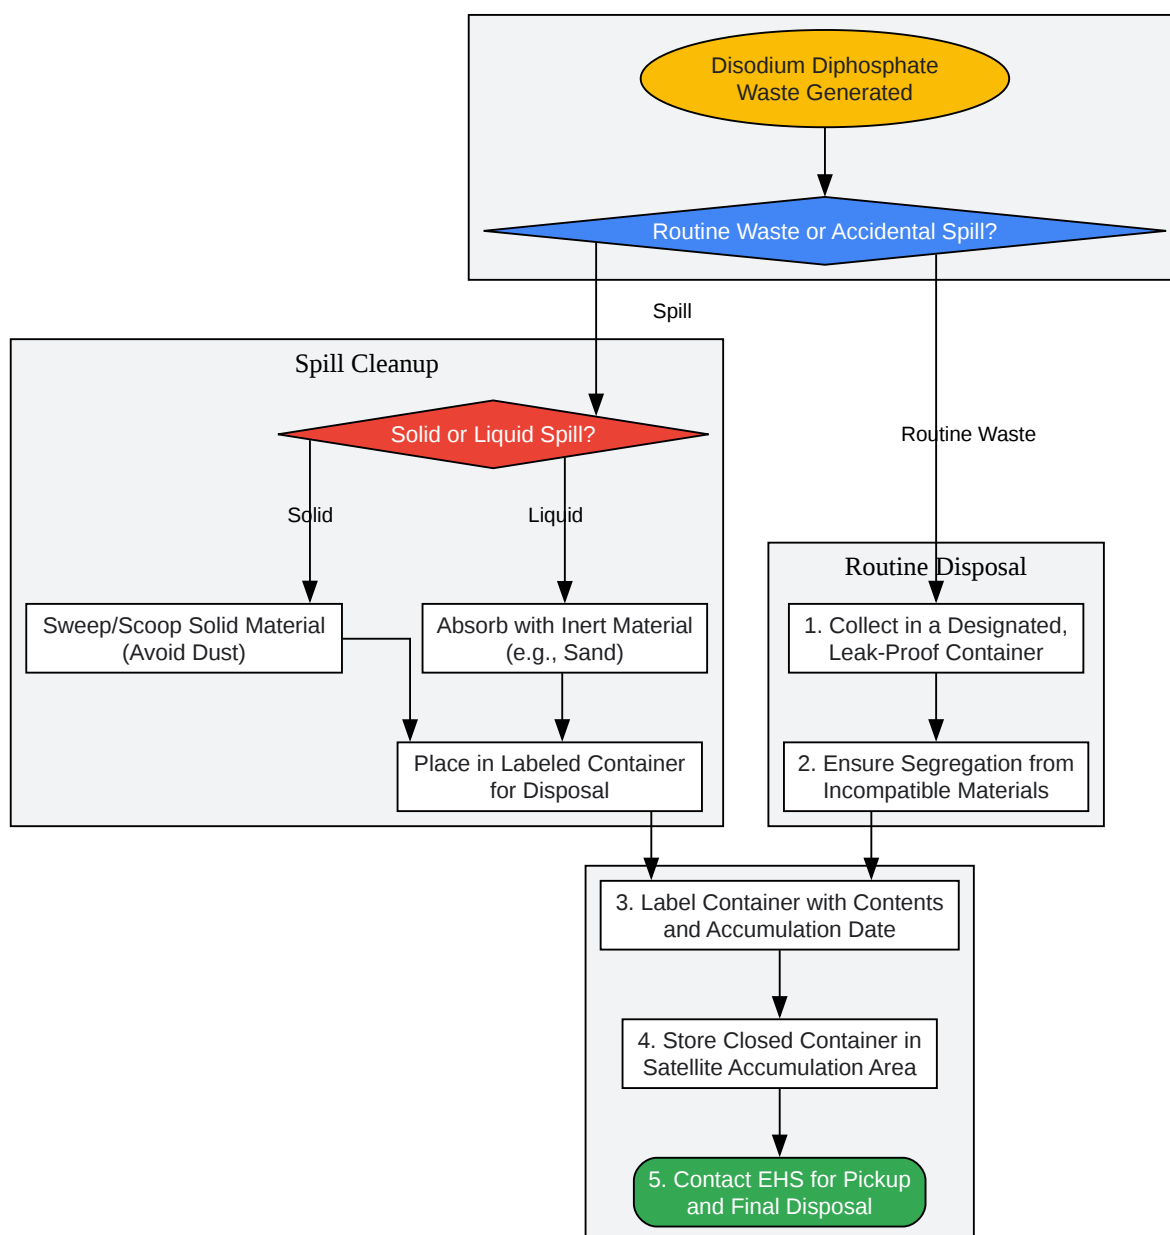 Disodium Diphosphate
Waste Generated
Routine Waste or Accidental Spill?
Spill
Spill Cleanup
Solid or Liquid Spill?
Routine Waste
Solid
Liquid
Routine Disposal
Sweep/Scoop Solid Material
(Avoid Dust)
Absorb with Inert Material
(e.g., Sand)
1. Collect in a Designated,
Leak-Proof Container
Place in Labeled Container
for Disposal
2. Ensure Segregation from
Incompatible Materials
3. Label Container with Contents
and Accumulation Date
4. Store Closed Container in
Satellite Accumulation Area
5. Contact EHS for Pickup
and Final Disposal